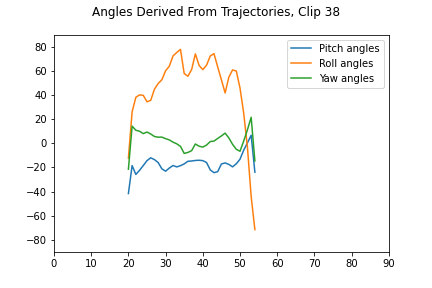 Angles Derived From Trajectories, Clip 38
Pitch angles
Roll angles
Yaw angles
80
60
40
20
0
−20
−40
−60
−80
0 10 20 30 40 50 60 70 80 90